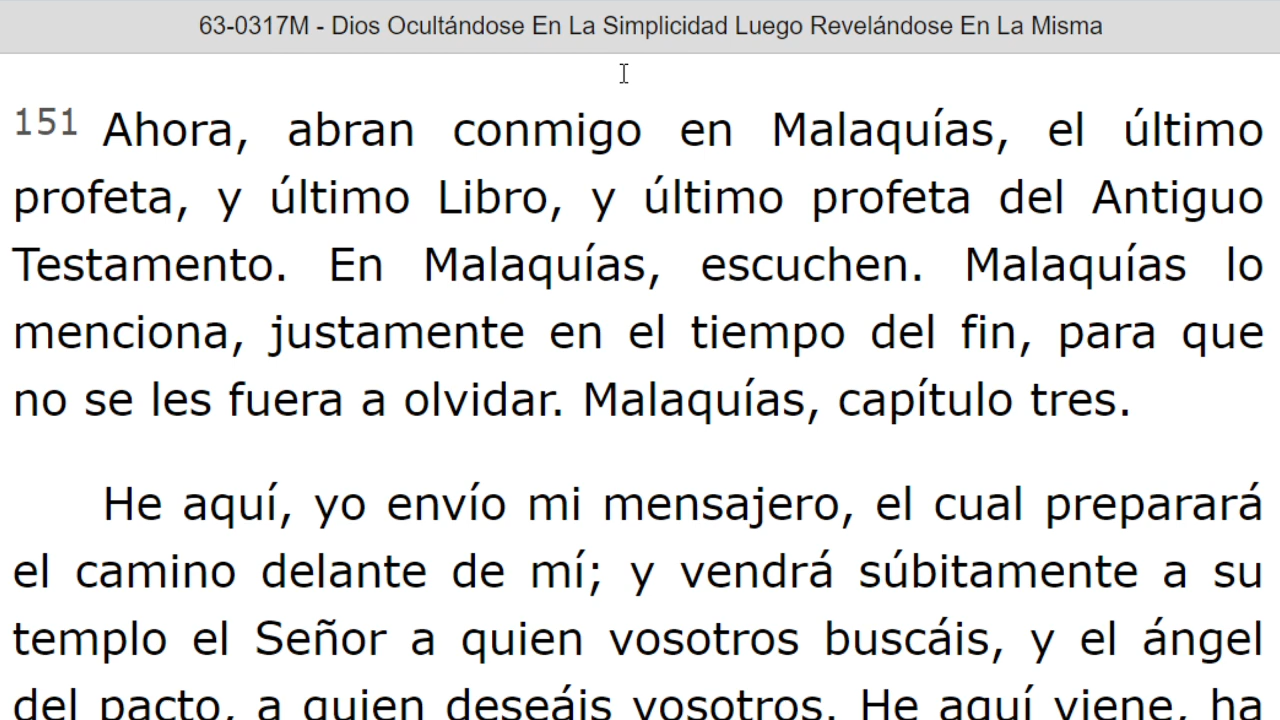 63-0317M - Dios Ocultándose En La Simplicidad Luego Revelándose En La Misma
151 Ahora, abran conmigo en Malaquías, el último
profeta, y último Libro, y último profeta del Antiguo
Testamento. En Malaquías, escuchen. Malaquías lo
menciona, justamente en el tiempo del fin, para que
no se les fuera a olvidar. Malaquías, capítulo tres.
He aquí, yo envío mi mensajero, el cual preparará
el camino delante de mí; y vendrá súbitamente a su
templo el Señor a quien vosotros buscáis, y el ángel
del pacto, a quien deseáis vosotros. He aquí viene, ha